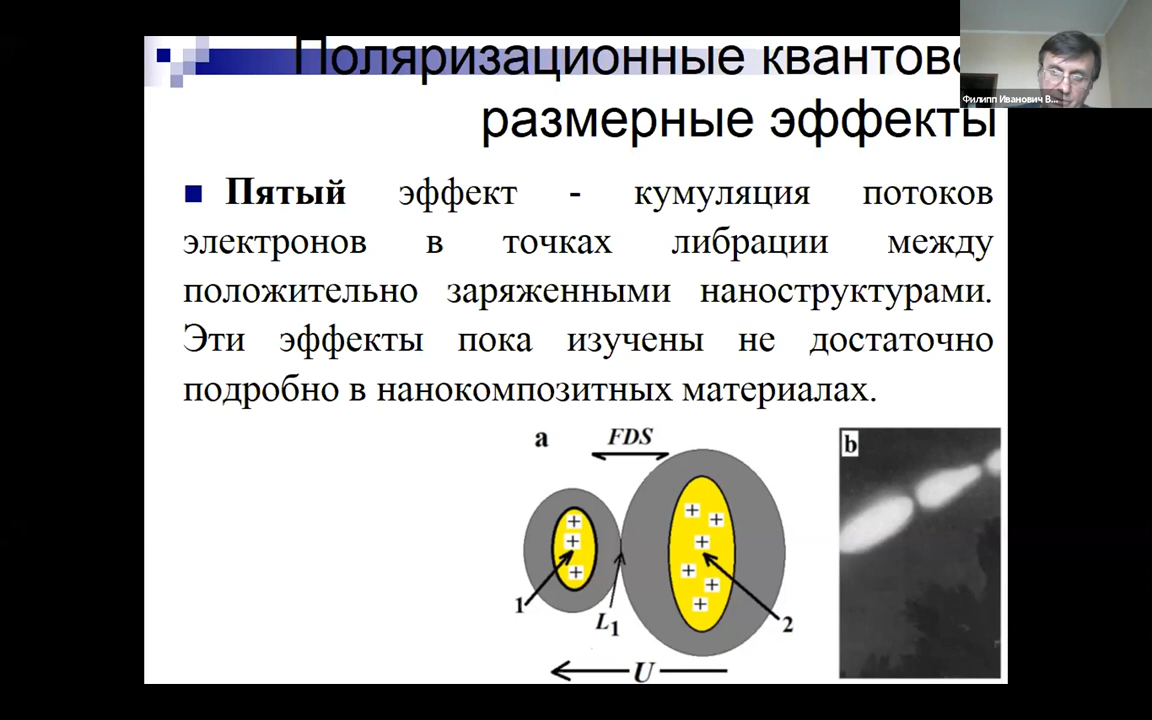 Поляризационные квантово
размерные эффекты
Филипп Иванович В...
Пятый эффект - кумуляция потоков
электронов в точках либрации между
положительно заряженными наноструктурами.
Эти эффекты пока изучены не достаточно
подробно в нанокомпозитных материалах.
a FDS b
+ +
+ +
+ +
+
+
+
1 L1 2
U